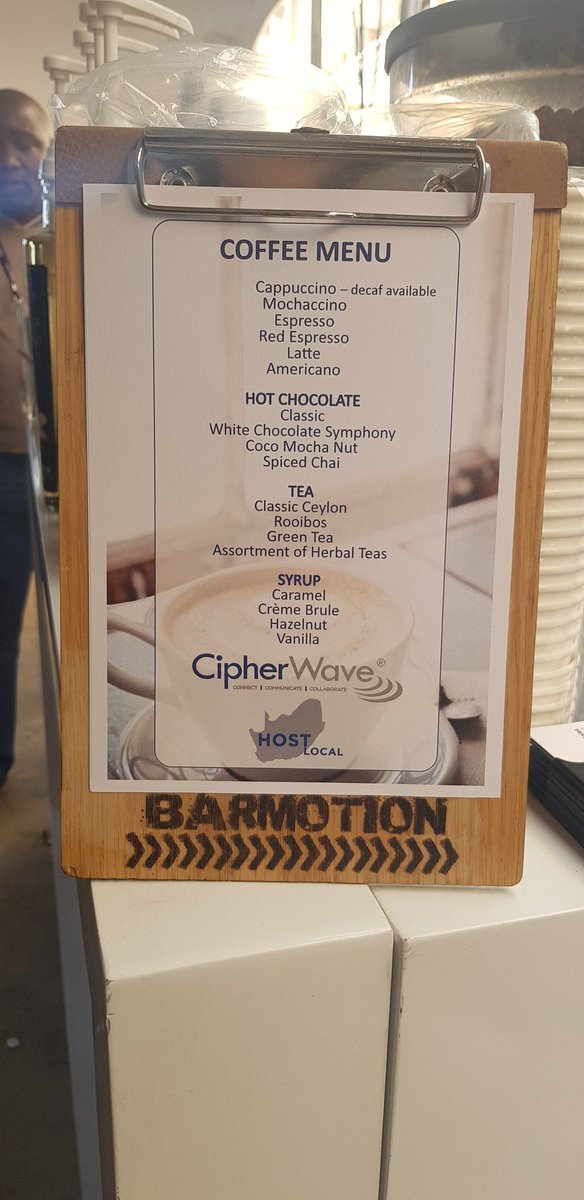 COFFEE MENU
Cappuccino – decaf available
Mochaccino
Espresso
Red Espresso
Latte
Americano
HOT CHOCOLATE
Classic
White Chocolate Symphony
Coco Mocha Nut
Spiced Chai
TEA
Classic Ceylon
Rooibos
Green Tea
Assortment of Herbal Teas
SYRUP
Caramel
Crème Brule
Hazelnut
Vanilla
CipherWave®
CONNECT | COMMUNICATE | COLLABORATE
HOST
LOCAL
BARMOTION